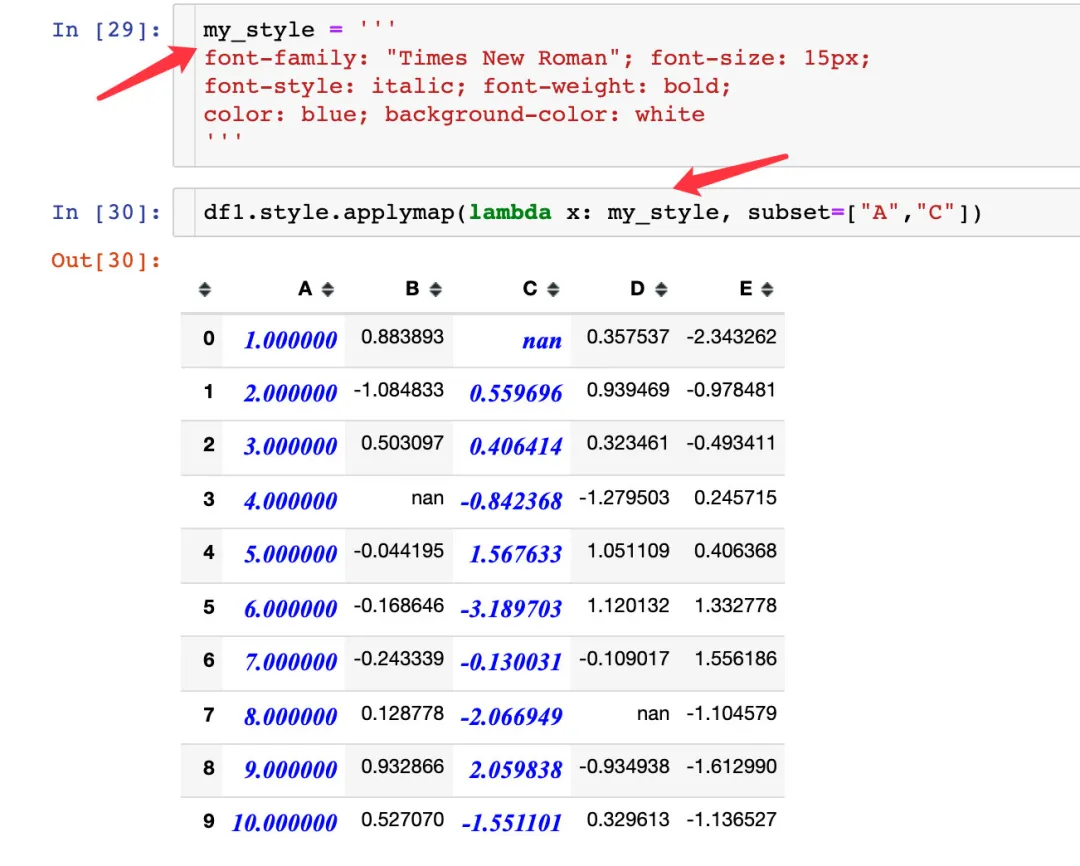 In [29]: my_style = '''
font-family: "Times New Roman"; font-size: 15px;
font-style: italic; font-weight: bold;
color: blue; background-color: white
'''
In [30]: df1.style.applymap(lambda x: my_style, subset=["A","C"])
Out[30]:
A B C D E
0 1.000000 0.883893 nan 0.357537 -2.343262
1 2.000000 -1.084833 0.559696 0.939469 -0.978481
2 3.000000 0.503097 0.406414 0.323461 -0.493411
3 4.000000 nan -0.842368 -1.279503 0.245715
4 5.000000 -0.044195 1.567633 1.051109 0.406368
5 6.000000 -0.168646 -3.189703 1.120132 1.332778
6 7.000000 -0.243339 -0.130031 -0.109017 1.556186
7 8.000000 0.128778 -2.066949 nan -1.104579
8 9.000000 0.932866 2.059838 -0.934938 -1.612990
9 10.000000 0.527070 -1.551101 0.329613 -1.136527